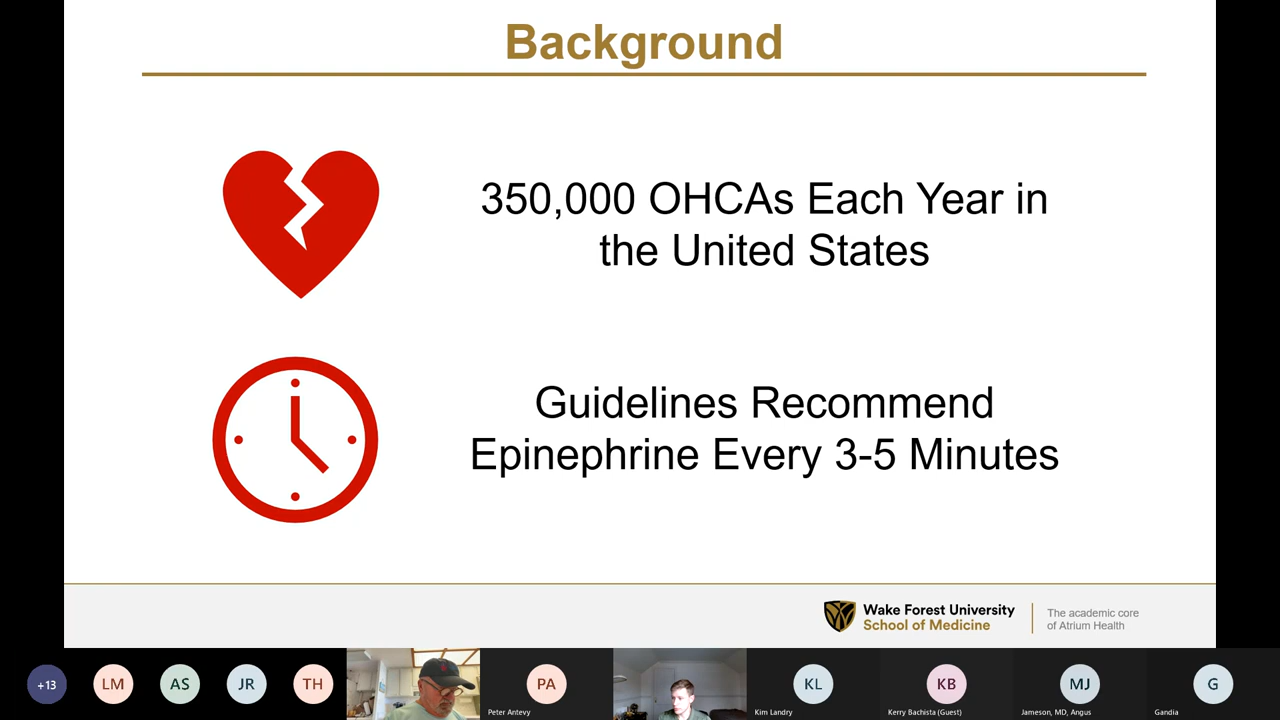 Background
350,000 OHCAs Each Year in
the United States
Guidelines Recommend
Epinephrine Every 3-5 Minutes
Wake Forest University
School of Medicine
The academic core
of Atrium Health
+13
LM
AS
JR
TH
PA
Peter Antevy
KL
Kim Landry
KB
Kerry Bachista (Guest)
MJ
Jameson, MD, Angus
G
Gandia